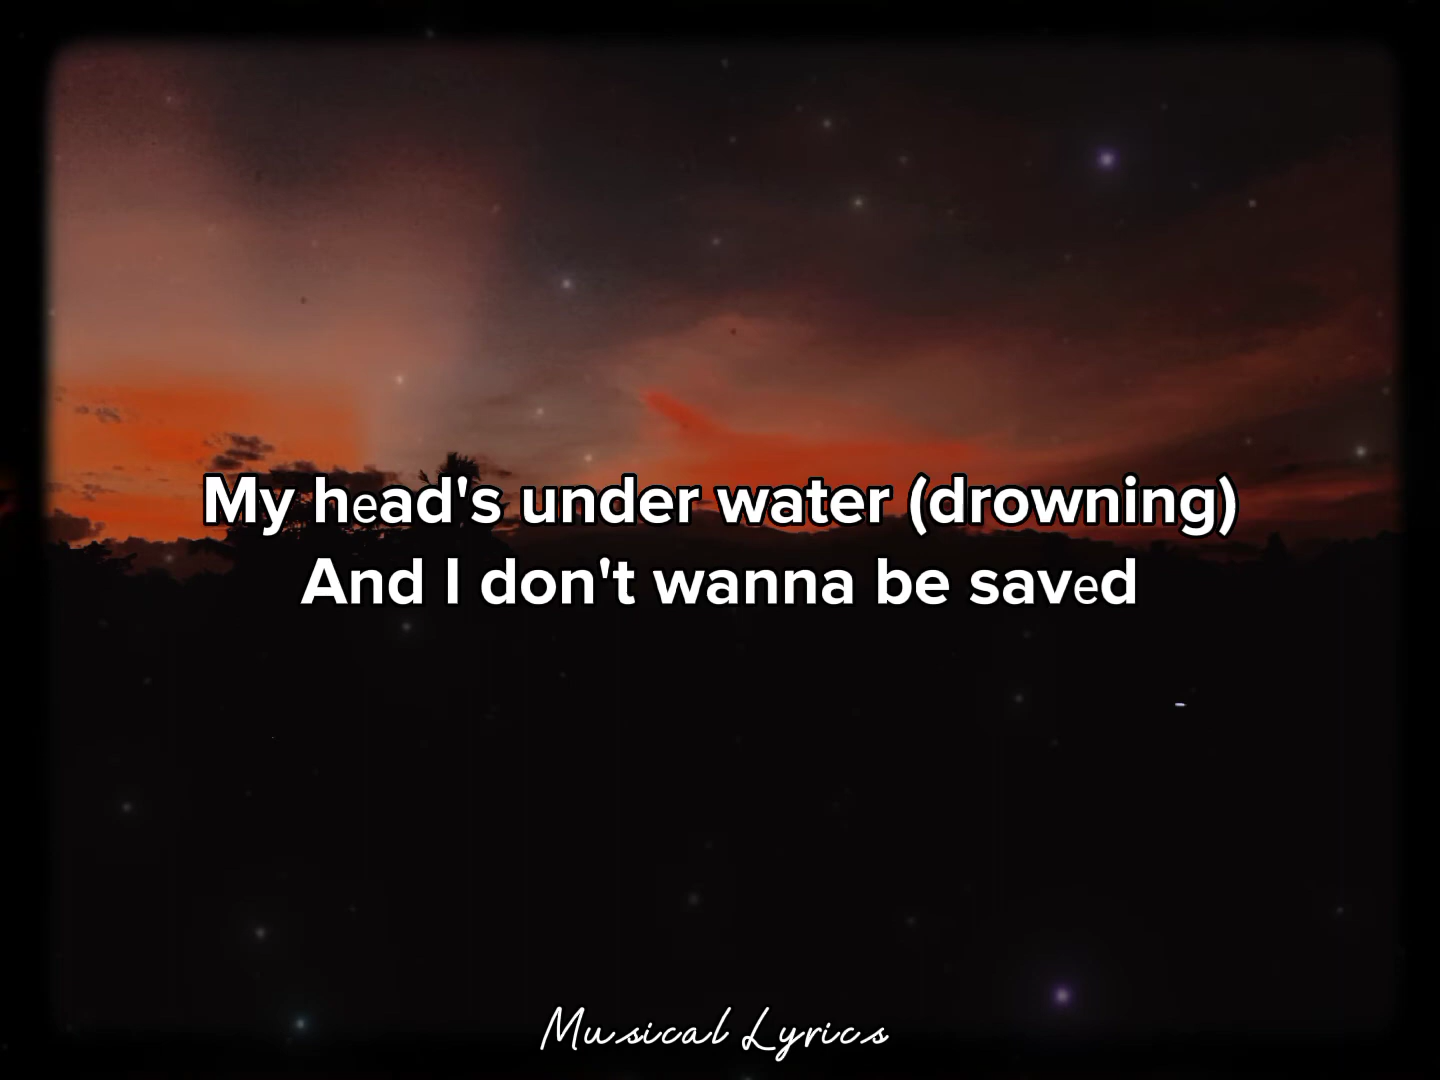 My head's under water (drowning)
And I don't wanna be saved
Musical Lyrics